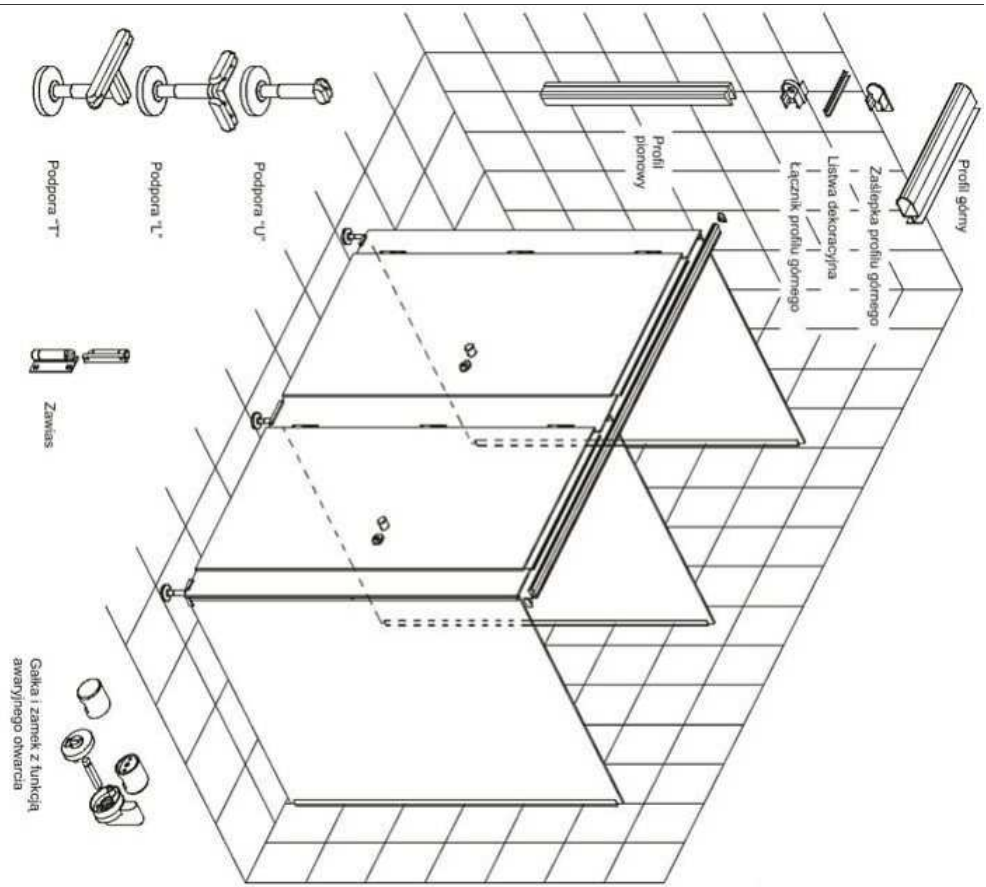 Profil górny
Zaślepka profilu górnego
Listwa dekoracyjna
Łącznik profilu górnego
Profil
pionowy
Podpora "U"
Podpora "L"
Podpora "T"
Zawias
Gałka i zamek z funkcją
awaryjnego otwarcia